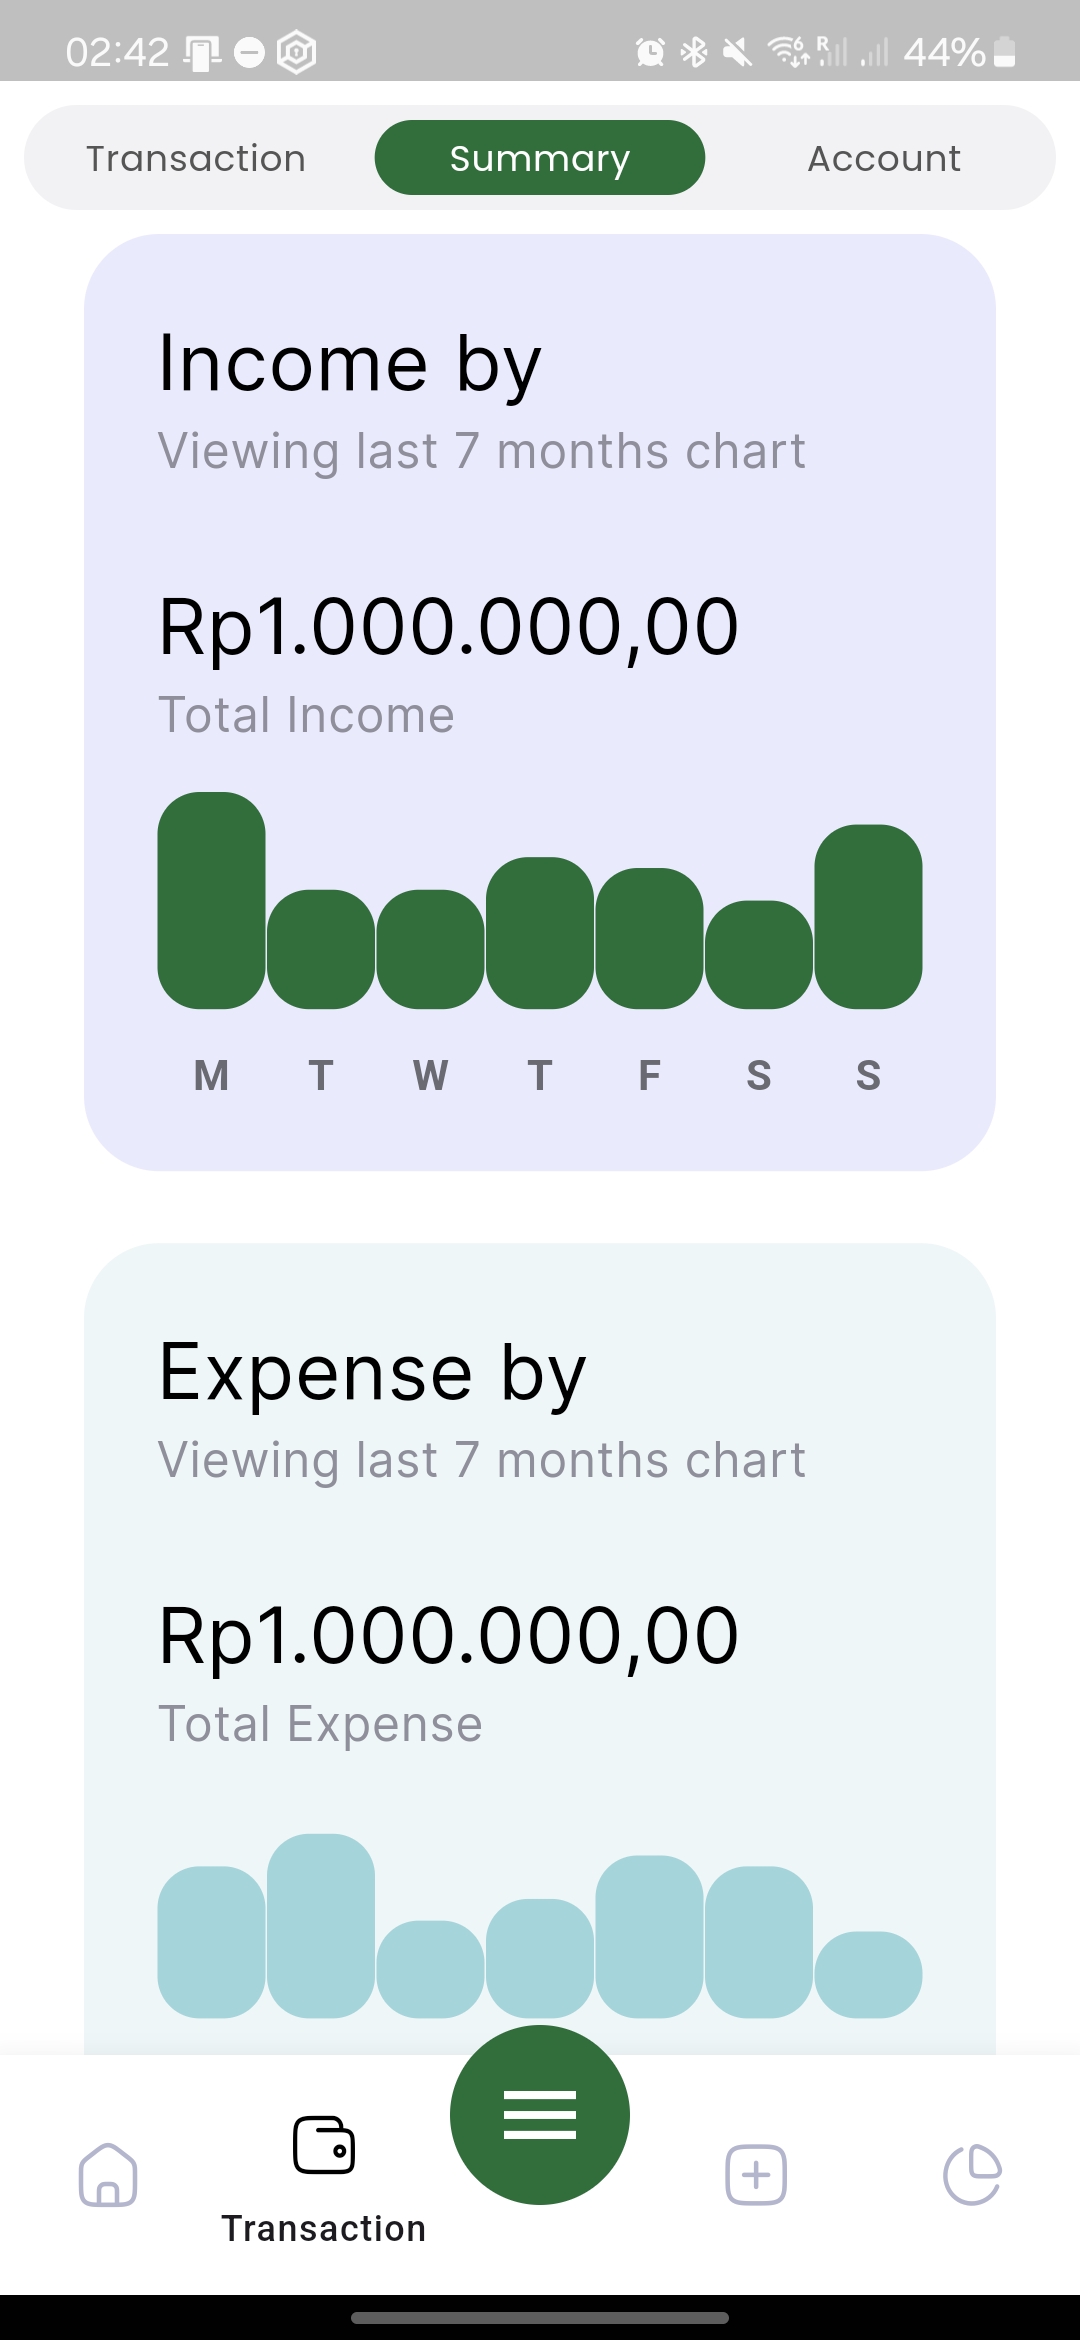 02:42
6 R 44%
Transaction Summary Account
Income by
Viewing last 7 months chart
Rp1.000.000,00
Total Income
M T W T F S S
Expense by
Viewing last 7 months chart
Rp1.000.000,00
Total Expense
Transaction